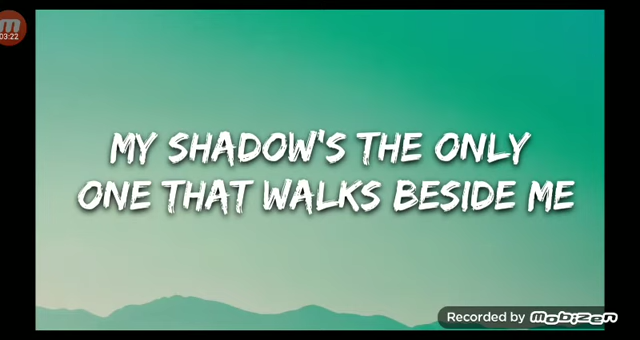 03:22
MY SHADOW'S THE ONLY
ONE THAT WALKS BESIDE ME
Recorded by Mobizen